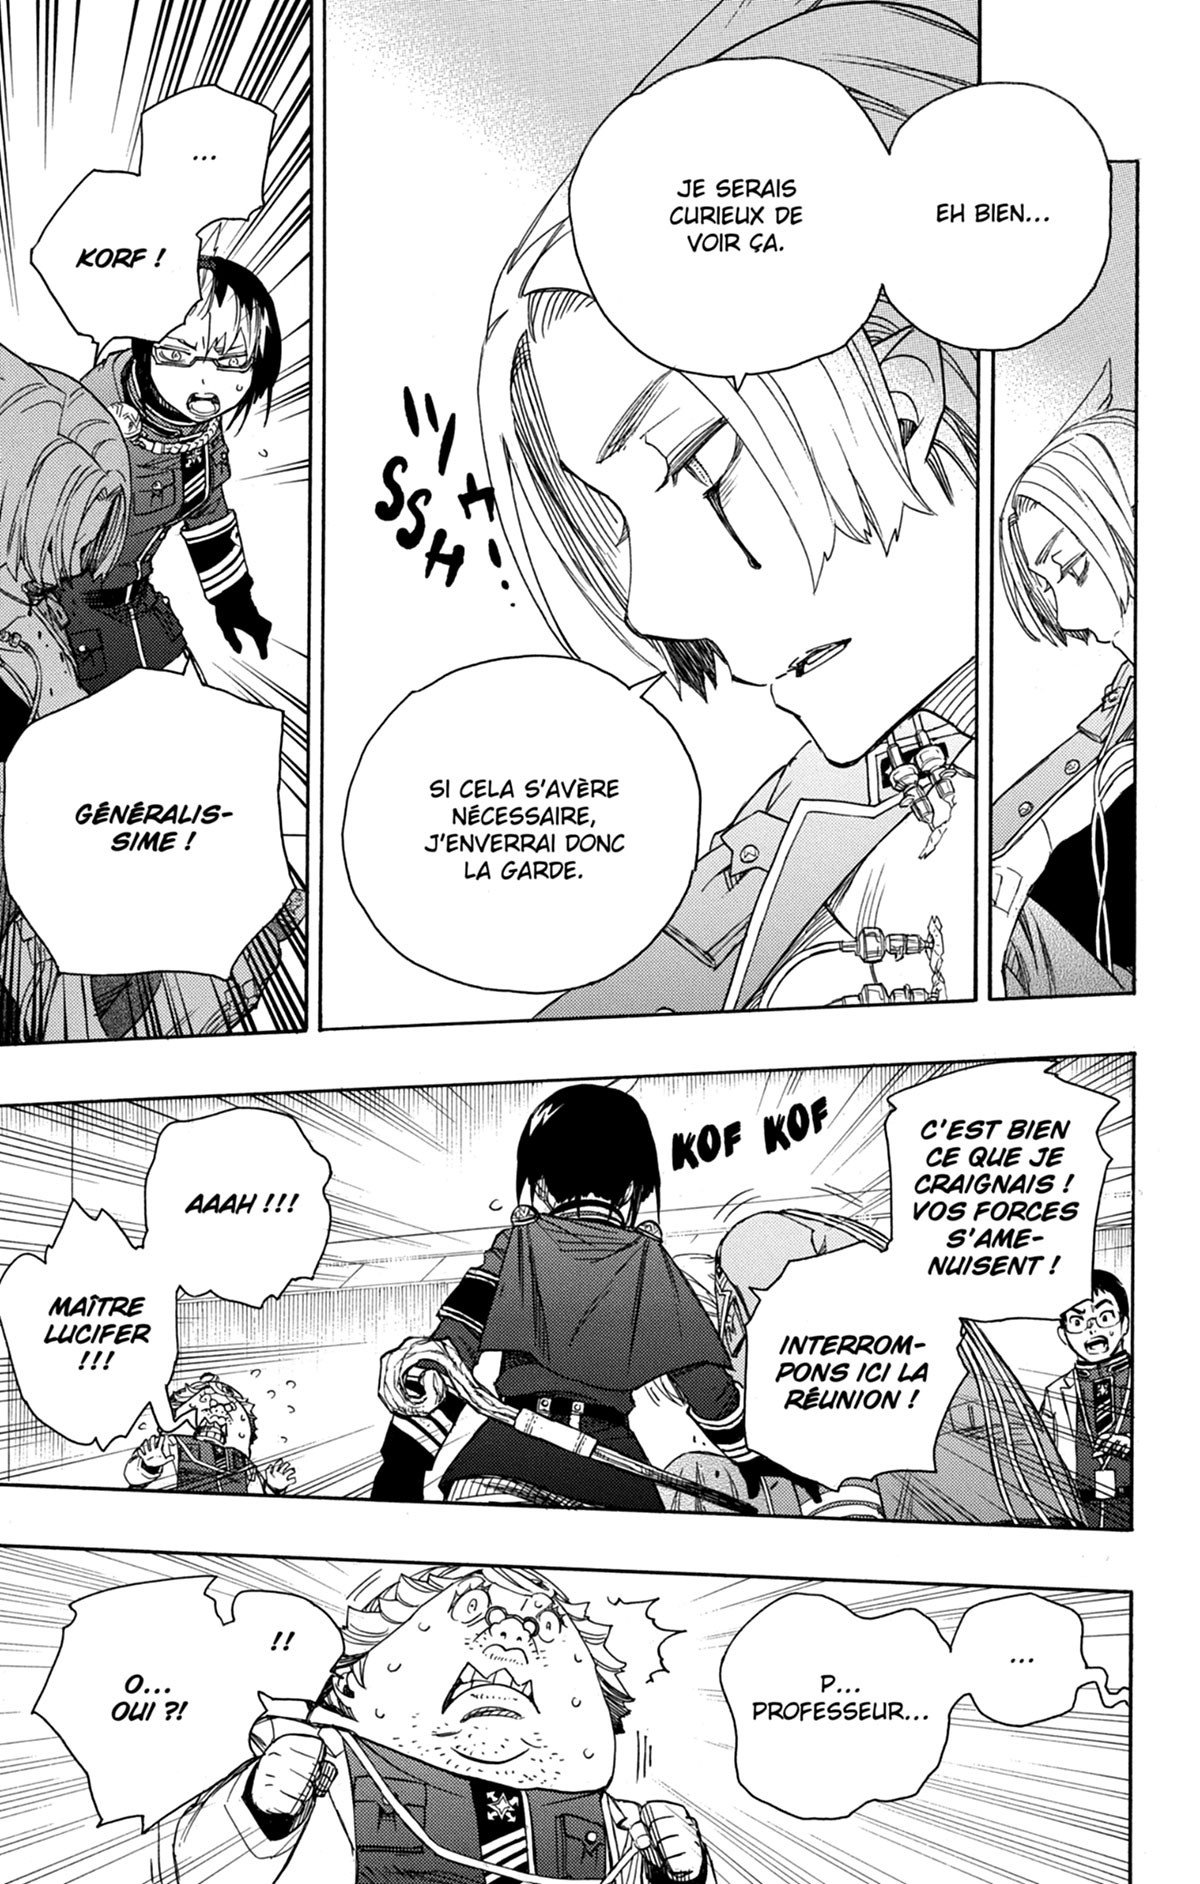 EH BIEN...
JE SERAIS
CURIEUX DE
VOIR ÇA.
SI CELA S'AVÈRE
NÉCESSAIRE,
J'ENVERRAI DONC
LA GARDE.
SSH
...
KORF !
GÉNÉRALIS-
SIME !
C'EST BIEN
CE QUE JE
CRAIGNAIS !
VOS FORCES
S'AME-
NUISENT !
INTERROM-
PONS ICI LA
RÉUNION !
KOF KOF
AAAH !!!
MAÎTRE
LUCIFER
!!!
...
P...
PROFESSEUR...
!!
O...
OUI ?!